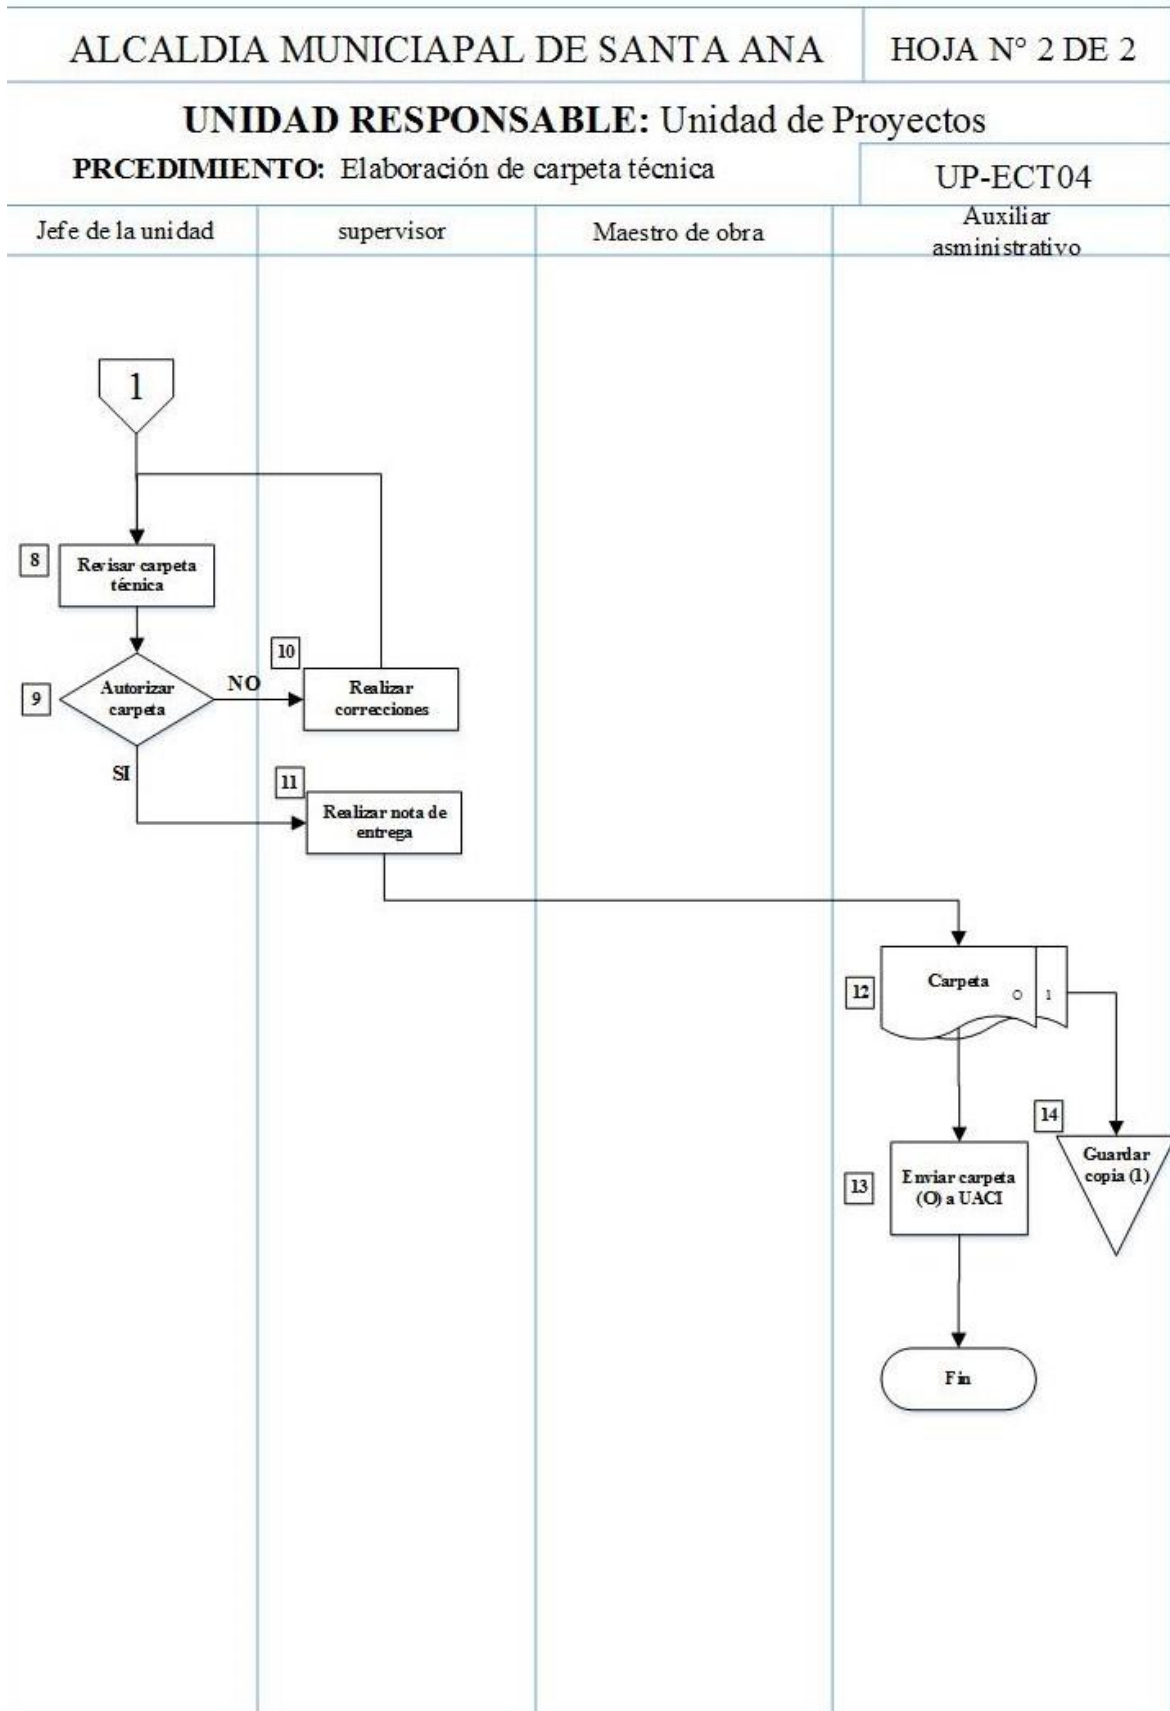 ALCALDIA MUNICIAPAL DE SANTA ANA
HOJA N° 2 DE 2
UNIDAD RESPONSABLE: Unidad de Proyectos
PRCEDIMIENTO: Elaboración de carpeta técnica
UP-ECT04
Jefe de la unidad
supervisor
Maestro de obra
Auxiliar
asministrativo
1
8
Revisar carpeta
técnica
9
Autorizar
carpeta
NO
10
Realizar
correcciones
SI
11
Realizar nota de
entrega
12
Carpeta
O
1
13
Enviar carpeta
(O) a UACI
14
Guardar
copia (1)
Fin